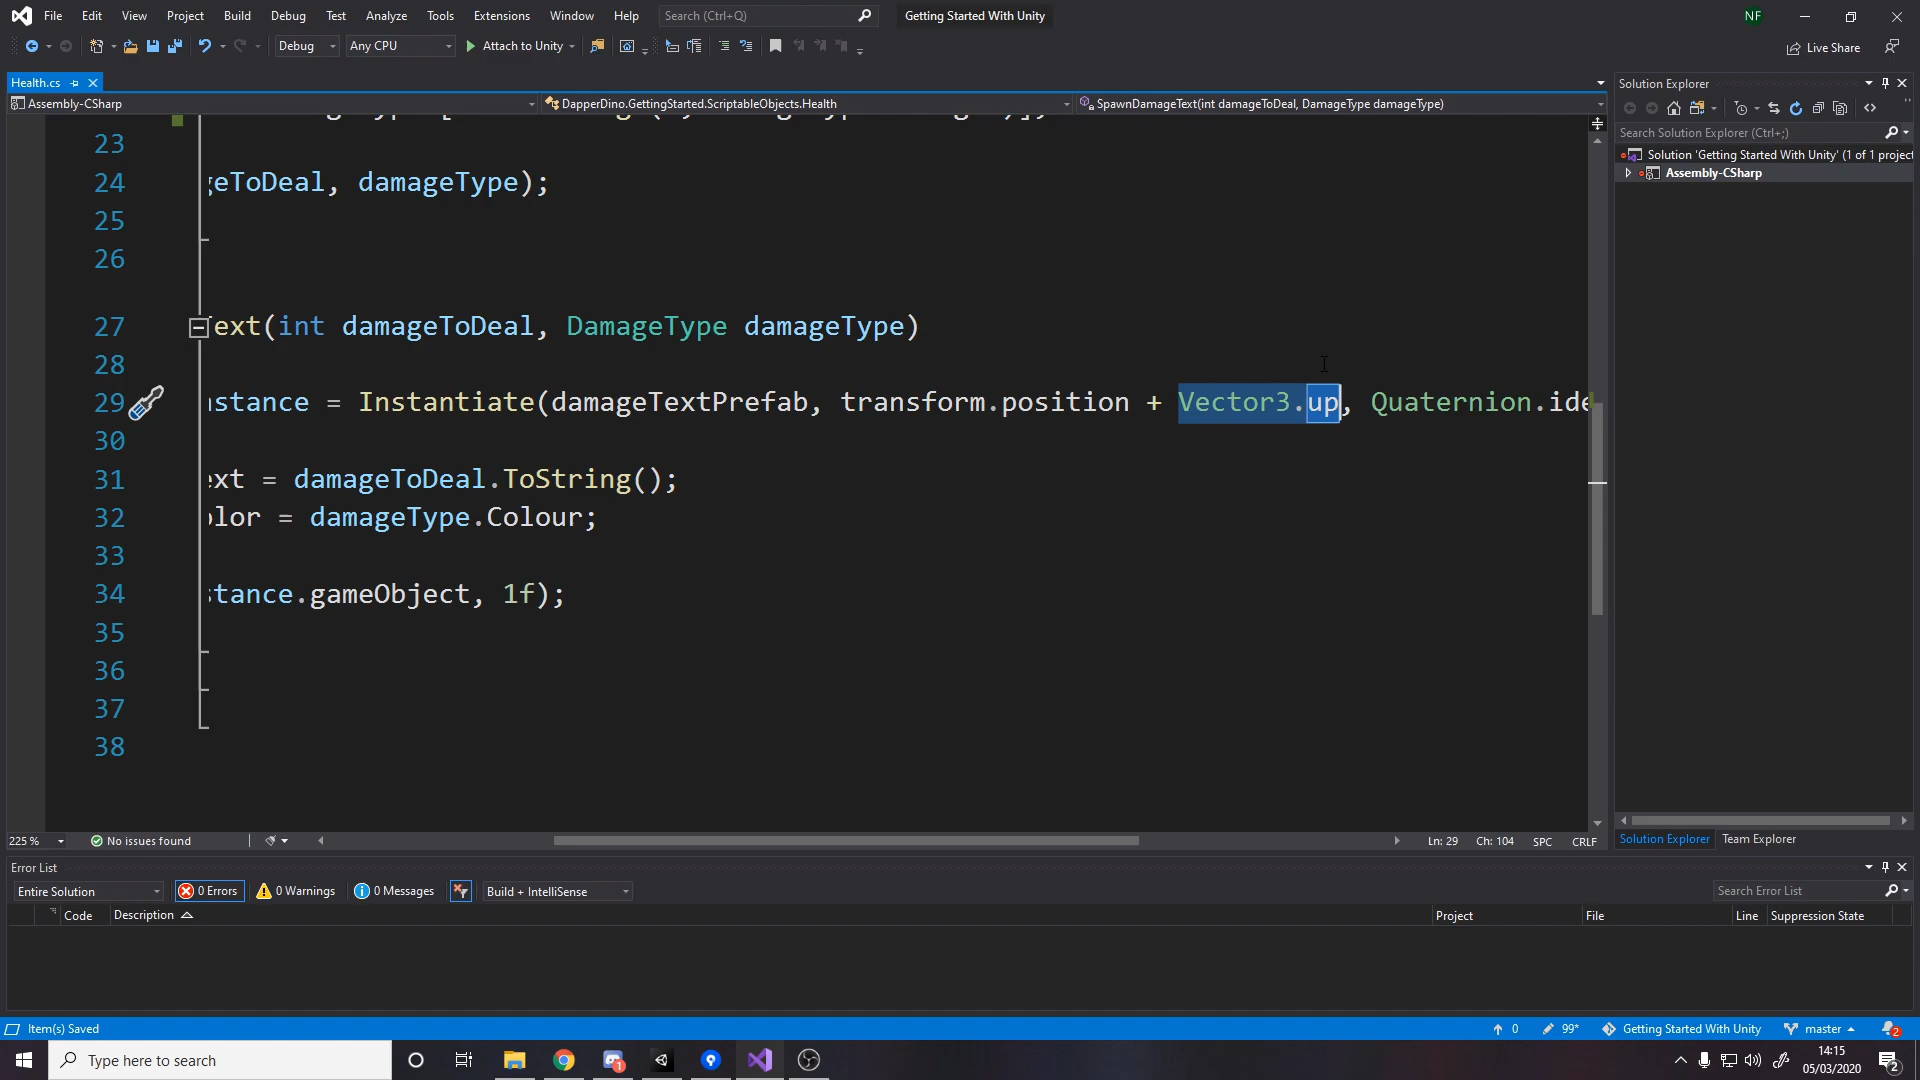 File Edit View Project Build Debug Test Analyze Tools Extensions Window Help Search (Ctrl+Q) Getting Started With Unity NF
Debug Any CPU Attach to Unity Live Share
Health.cs
Assembly-CSharp DapperDino.GettingStarted.ScriptableObjects.Health SpawnDamageText(int damageToDeal, DamageType damageType)
23
24 geToDeal, damageType);
25
26
27 Text(int damageToDeal, DamageType damageType)
28
29 nstance = Instantiate(damageTextPrefab, transform.position + Vector3.up, Quaternion.ide
30
31 ext = damageToDeal.ToString();
32 olor = damageType.Colour;
33
34 stance.gameObject, 1f);
35
36
37
38
225 % No issues found Ln: 29 Ch: 104 SPC CRLF
Solution Explorer
Search Solution Explorer (Ctrl+;)
Solution 'Getting Started With Unity' (1 of 1 project
Assembly-CSharp
Solution Explorer Team Explorer
Error List
Entire Solution 0 Errors 0 Warnings 0 Messages Build + IntelliSense Search Error List
Code Description Project File Line Suppression State
Item(s) Saved 0 99* Getting Started With Unity master 2
Type here to search 1 14:15
05/03/2020 2